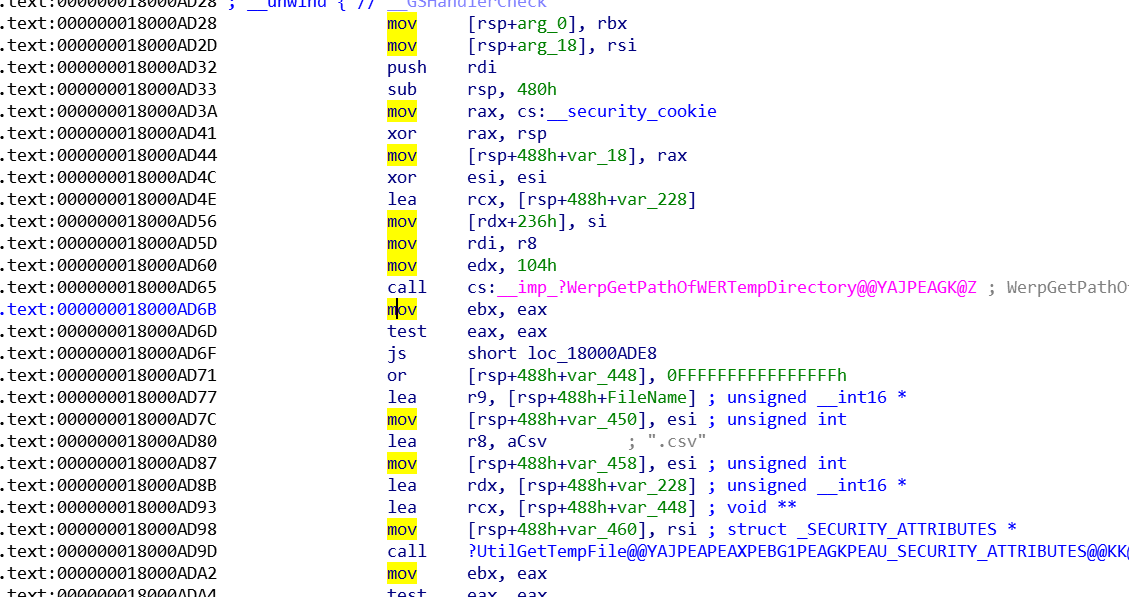 .text:000000018000AD28 ; __unwind { // __GSHandlerCheck
.text:000000018000AD28 mov [rsp+arg_0], rbx
.text:000000018000AD2D mov [rsp+arg_18], rsi
.text:000000018000AD32 push rdi
.text:000000018000AD33 sub rsp, 480h
.text:000000018000AD3A mov rax, cs:__security_cookie
.text:000000018000AD41 xor rax, rsp
.text:000000018000AD44 mov [rsp+488h+var_18], rax
.text:000000018000AD4C xor esi, esi
.text:000000018000AD4E lea rcx, [rsp+488h+var_228]
.text:000000018000AD56 mov [rdx+236h], si
.text:000000018000AD5D mov rdi, r8
.text:000000018000AD60 mov edx, 104h
.text:000000018000AD65 call cs:__imp_?WerpGetPathOfWERTempDirectory@@YAJPEAGK@Z ; WerpGetPathOf
.text:000000018000AD6B mov ebx, eax
.text:000000018000AD6D test eax, eax
.text:000000018000AD6F js short loc_18000ADE8
.text:000000018000AD71 or [rsp+488h+var_448], 0FFFFFFFFFFFFFFFFh
.text:000000018000AD77 lea r9, [rsp+488h+FileName] ; unsigned __int16 *
.text:000000018000AD7C mov [rsp+488h+var_450], esi ; unsigned int
.text:000000018000AD80 lea r8, aCsv ; ".csv"
.text:000000018000AD87 mov [rsp+488h+var_458], esi ; unsigned int
.text:000000018000AD8B lea rdx, [rsp+488h+var_228] ; unsigned __int16 *
.text:000000018000AD93 lea rcx, [rsp+488h+var_448] ; void **
.text:000000018000AD98 mov [rsp+488h+var_460], rsi ; struct _SECURITY_ATTRIBUTES *
.text:000000018000AD9D call ?UtilGetTempFile@@YAJPEAPEAXPEBG1PEAGKPEAU_SECURITY_ATTRIBUTES@@KK@
.text:000000018000ADA2 mov ebx, eax
.text:000000018000ADA4 test eax, eax